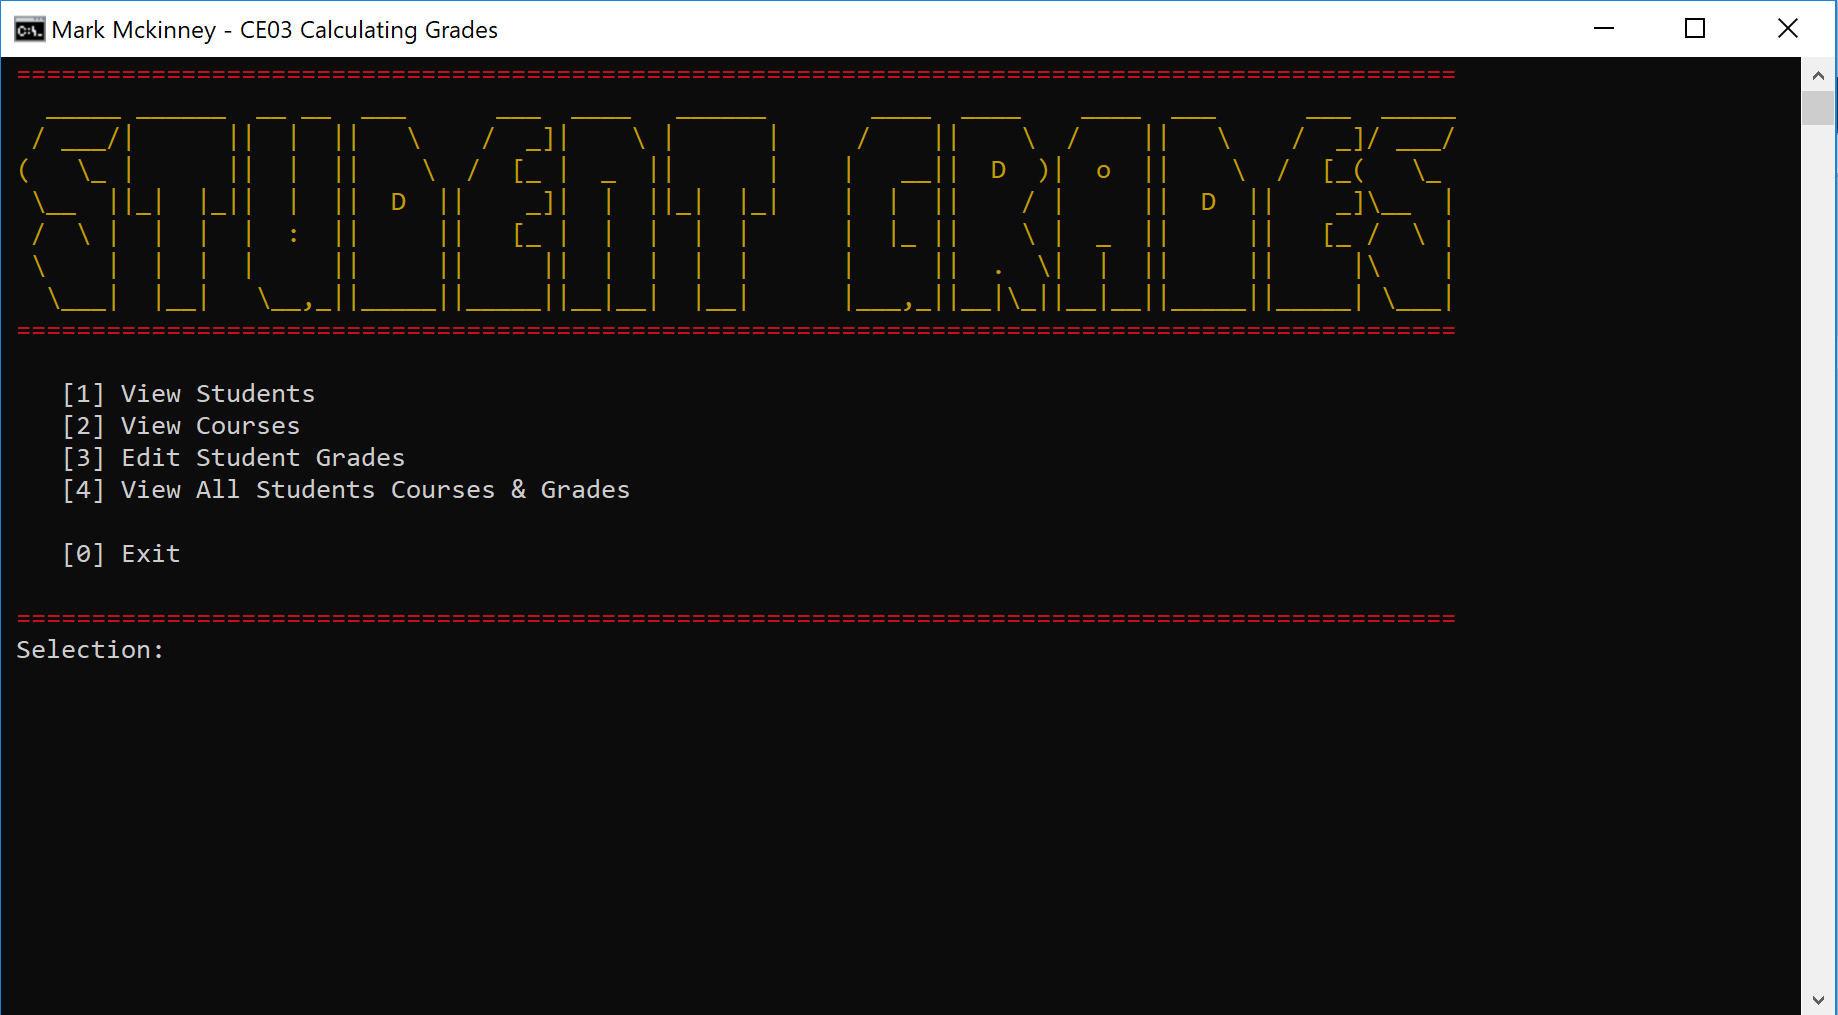 Mark Mckinney - CE03 Calculating Grades
STUDENT GRADES
[1] View Students
[2] View Courses
[3] Edit Student Grades
[4] View All Students Courses & Grades
[0] Exit
Selection: